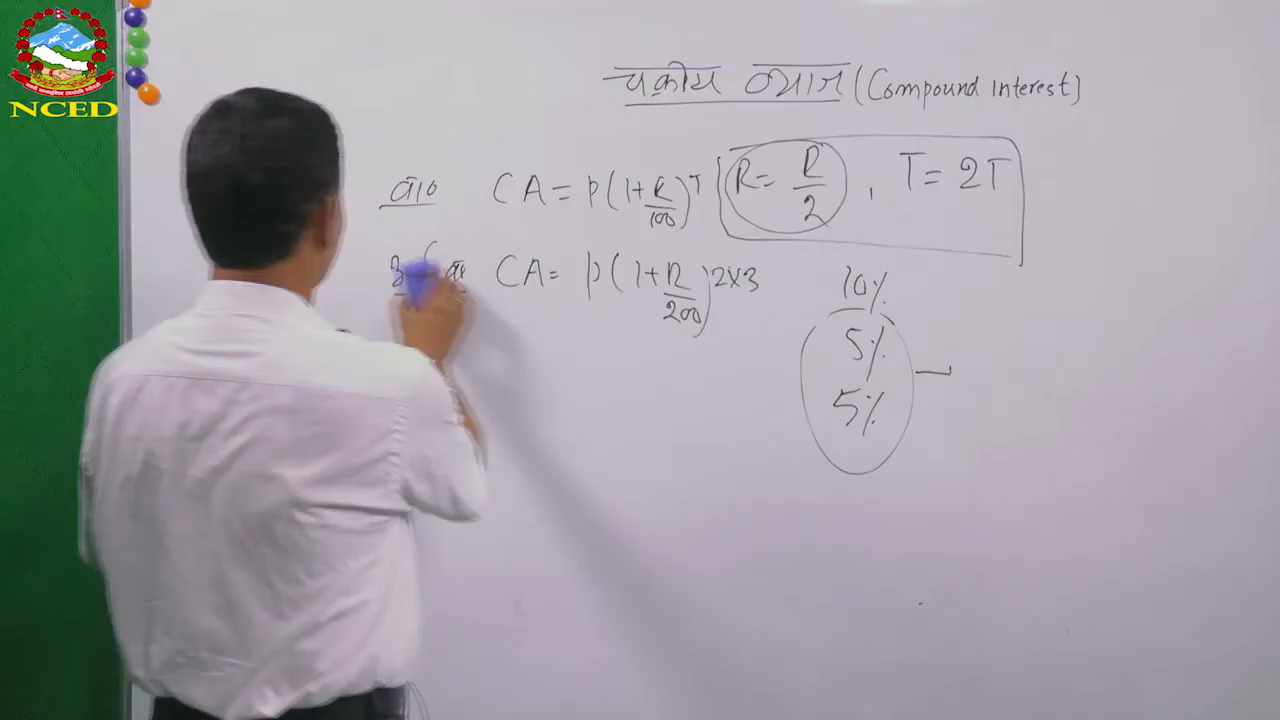 NCED
चक्रीय ब्याज (Compound Interest)
वा० CA = P(1+R/100)^T R = R/2 , T = 2T
CA = P(1+R/200)^2×3
10%
5%
5%